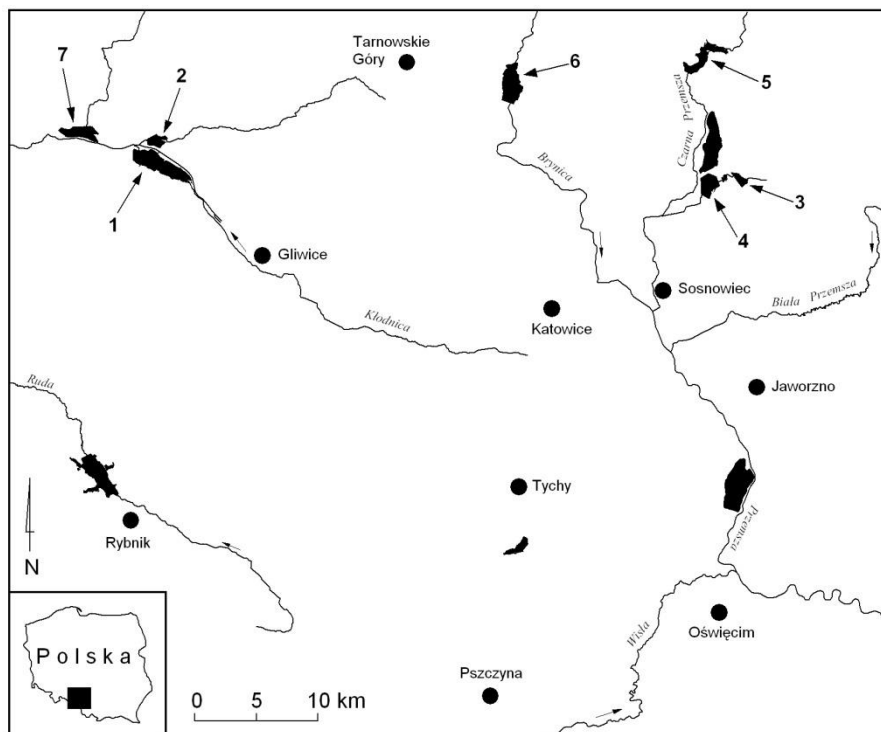 7
2
Tarnowskie
Góry
6
5
Czarna Przemsza
1
Brynica
3
4
Gliwice
Sosnowiec
Biała Przemsza
Katowice
Kłodnica
Jaworzno
Ruda
Tychy
Przemsza
Rybnik
N
Wisła
Oświęcim
Polska
0 5 10 km
Pszczyna